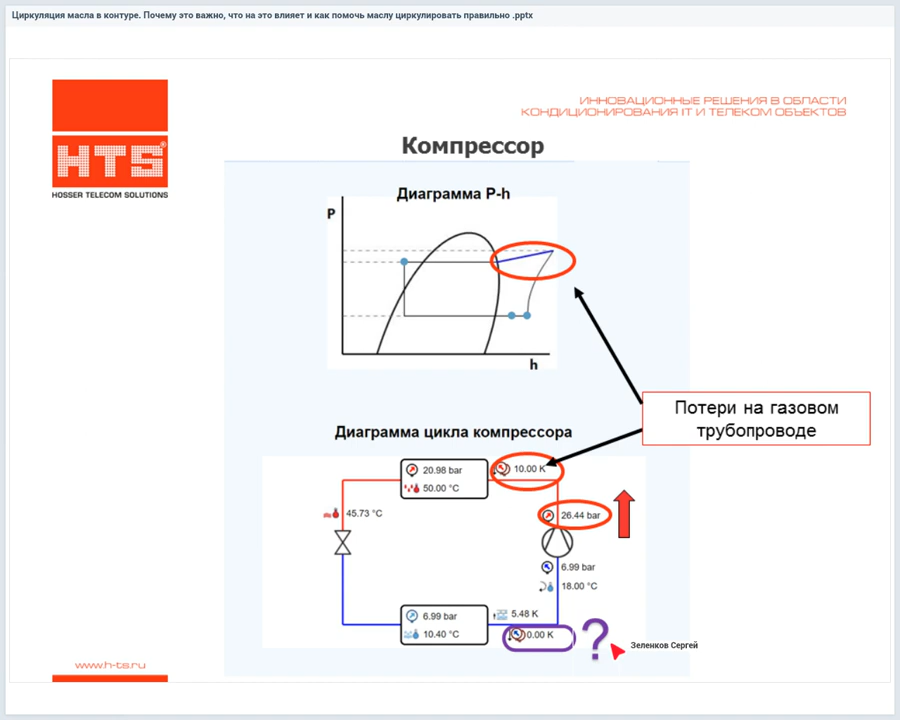 Циркуляция масла в контуре. Почему это важно, что на это влияет и как помочь маслу циркулировать правильно .pptx
ИННОВАЦИОННЫЕ РЕШЕНИЯ В ОБЛАСТИ
КОНДИЦИОНИРОВАНИЯ IT И ТЕЛЕКОМ ОБЪЕКТОВ
HTS®
HOSSER TELECOM SOLUTIONS
Компрессор
Диаграмма P-h
P
h
Потери на газовом
трубопроводе
Диаграмма цикла компрессора
20.98 bar
10.00 K
50.00 °C
45.73 °C
26.44 bar
6.99 bar
18.00 °C
6.99 bar
5.48 K
10.40 °C
0.00 K
?
Зеленков Сергей
www.h-ts.ru